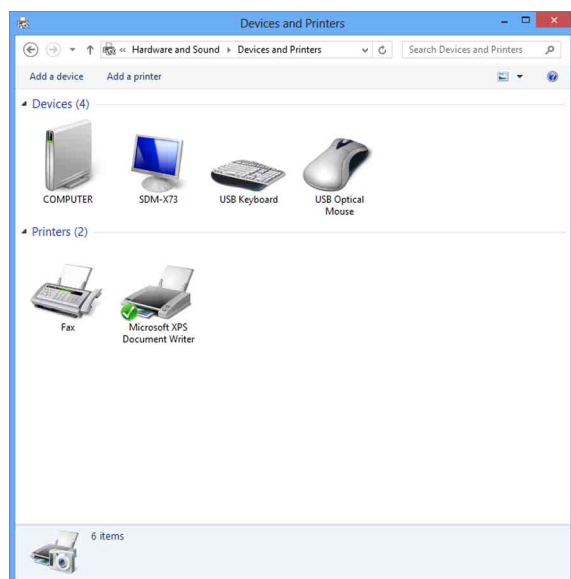 Devices and Printers
« Hardware and Sound ▸ Devices and Printers
Search Devices and Printers
Add a device Add a printer
Devices (4)
COMPUTER
SDM-X73
USB Keyboard
USB Optical
Mouse
Printers (2)
Fax
Microsoft XPS
Document Writer
6 items